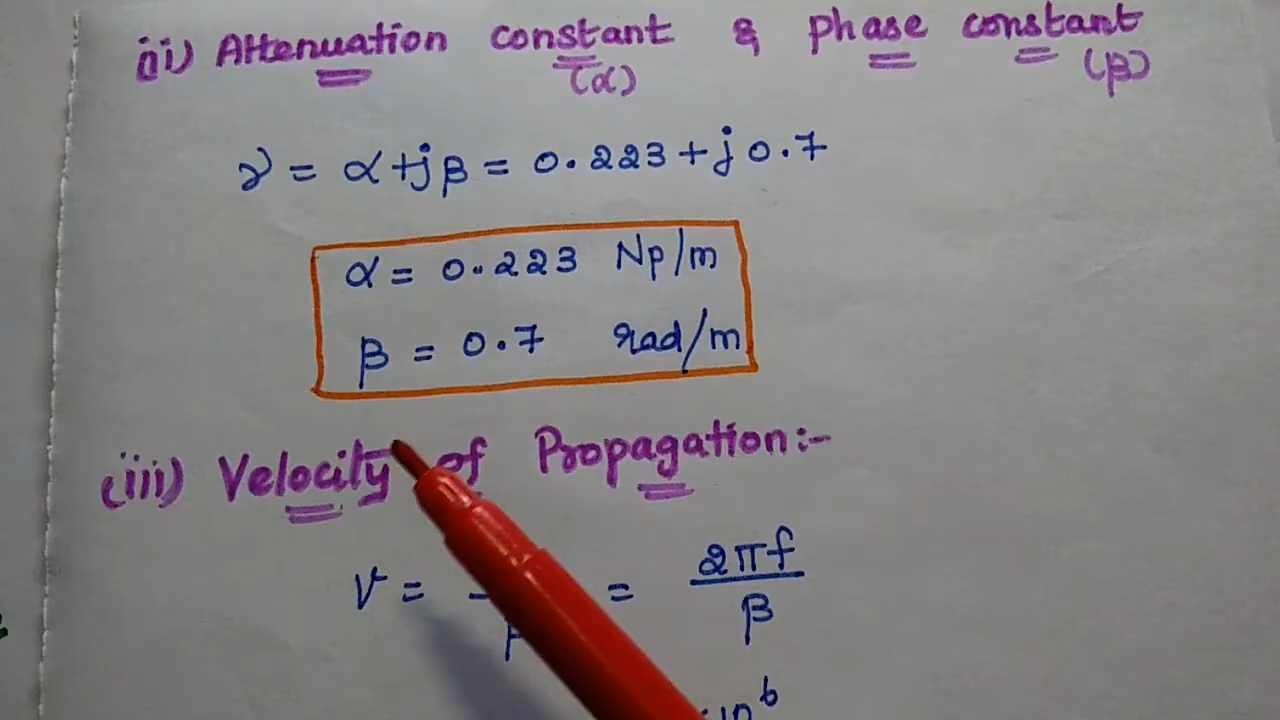 (ii) Attenuation constant & phase constant
(α) (β)
γ = α+jβ = 0.223+j0.7
α = 0.223 Np/m
β = 0.7 rad/m
(iii) Velocity of Propagation:-
V = = 2πf/β
10⁶